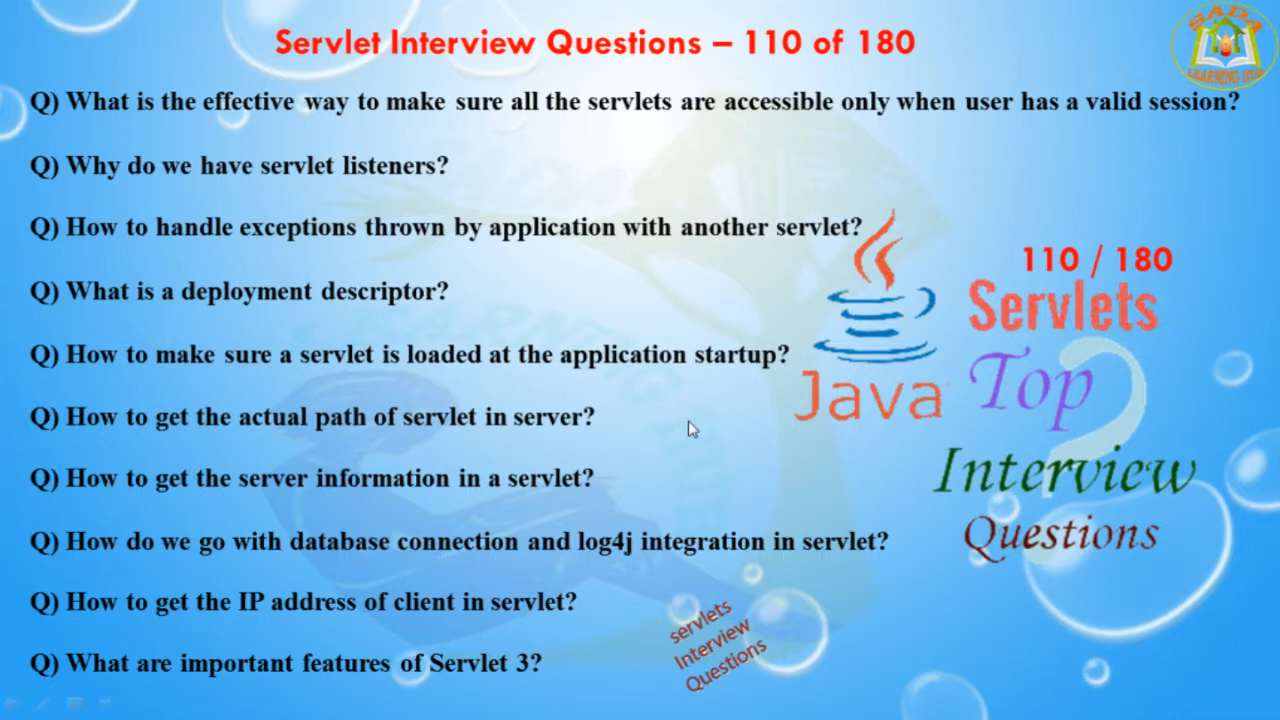 Servlet Interview Questions – 110 of 180
SADA
LEARNING HUB
Q) What is the effective way to make sure all the servlets are accessible only when user has a valid session?
Q) Why do we have servlet listeners?
Q) How to handle exceptions thrown by application with another servlet?
Q) What is a deployment descriptor?
Q) How to make sure a servlet is loaded at the application startup?
Q) How to get the actual path of servlet in server?
Q) How to get the server information in a servlet?
Q) How do we go with database connection and log4j integration in servlet?
Q) How to get the IP address of client in servlet?
Q) What are important features of Servlet 3?
110 / 180
Servlets
Java
Top
Interview
Questions
servlets
Interview
Questions